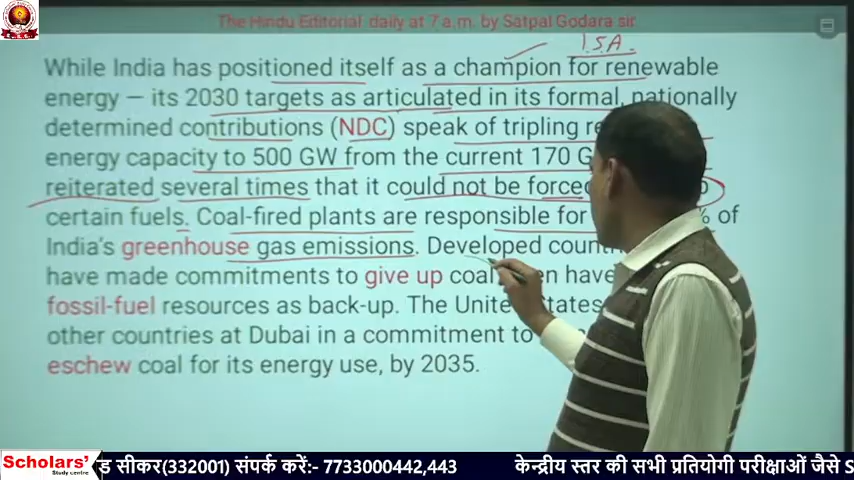 The Hindu Editorial daily at 7 a.m. by Satpal Godara sir
I.S.A.
While India has positioned itself as a champion for renewable
energy — its 2030 targets as articulated in its formal, nationally
determined contributions (NDC) speak of tripling
energy capacity to 500 GW from the current 170
reiterated several times that it could not be forced
certain fuels. Coal-fired plants are responsible for % of
India's greenhouse gas emissions. Developed
have made commitments to give up coal have
fossil-fuel resources as back-up. The United States
other countries at Dubai in a commitment to
eschew coal for its energy use, by 2035.
Scholars'
Study centre
सीकर(332001) संपर्क करें:- 7733000442,443 केन्द्रीय स्तर की सभी प्रतियोगी परीक्षाओं जैसे S